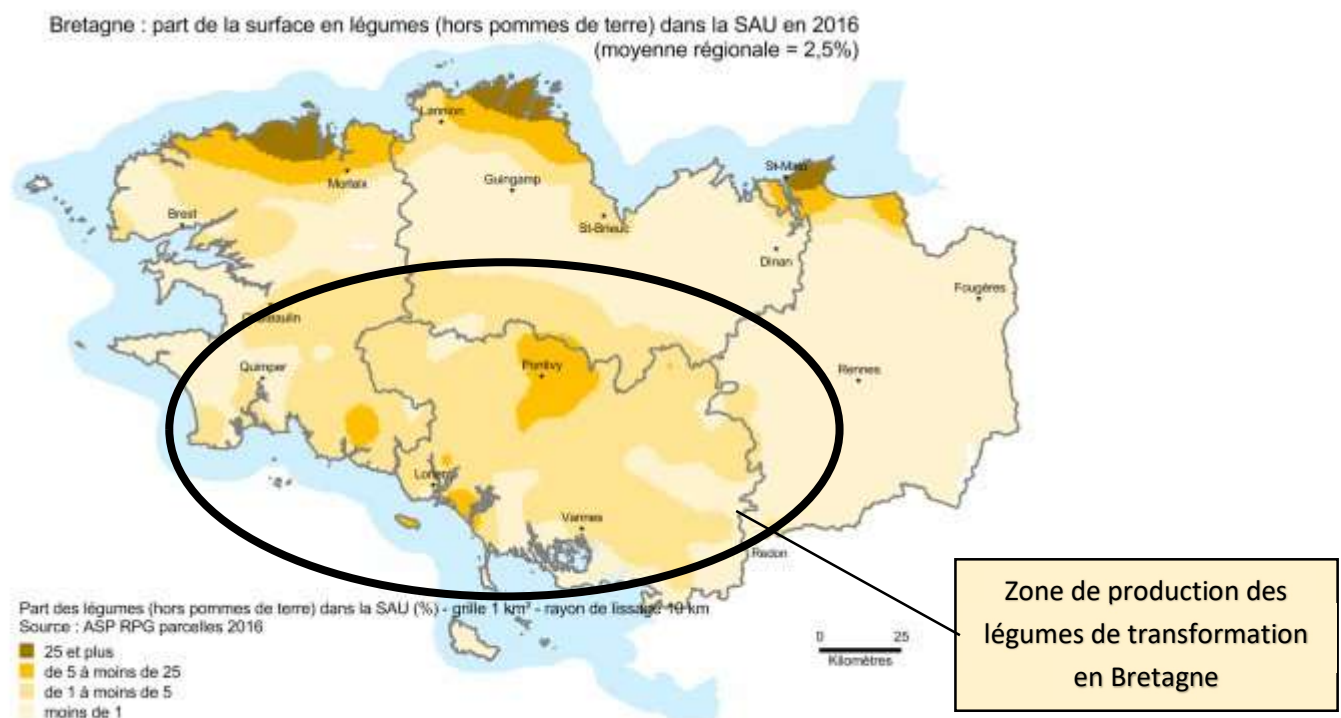 Bretagne : part de la surface en légumes (hors pommes de terre) dans la SAU en 2016
(moyenne régionale = 2,5%)
Lannion
St-Malo
Morlaix
Guingamp
Brest
St-Brieuc
Dinan
Fougères
Châteaulin
Quimper
Pontivy
Rennes
Lorient
Vannes
Redon
Part des légumes (hors pommes de terre) dans la SAU (%) - grille 1 km² - rayon de lissage 10 km
Source : ASP RPG parcelles 2016
25 et plus
de 5 à moins de 25
de 1 à moins de 5
moins de 1
0 25
Kilomètres
Zone de production des
légumes de transformation
en Bretagne